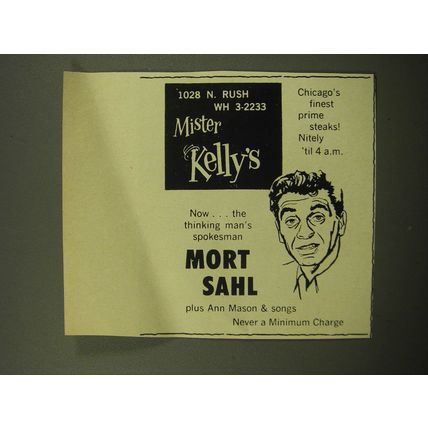 1028 N. RUSH
WH 3-2233
Mister
Kelly's
Chicago's
finest
prime
steaks!
Nitely
'til 4 a.m.
Now . . . the
thinking man's
spokesman
MORT
SAHL
plus Ann Mason & songs
Never a Minimum Charge